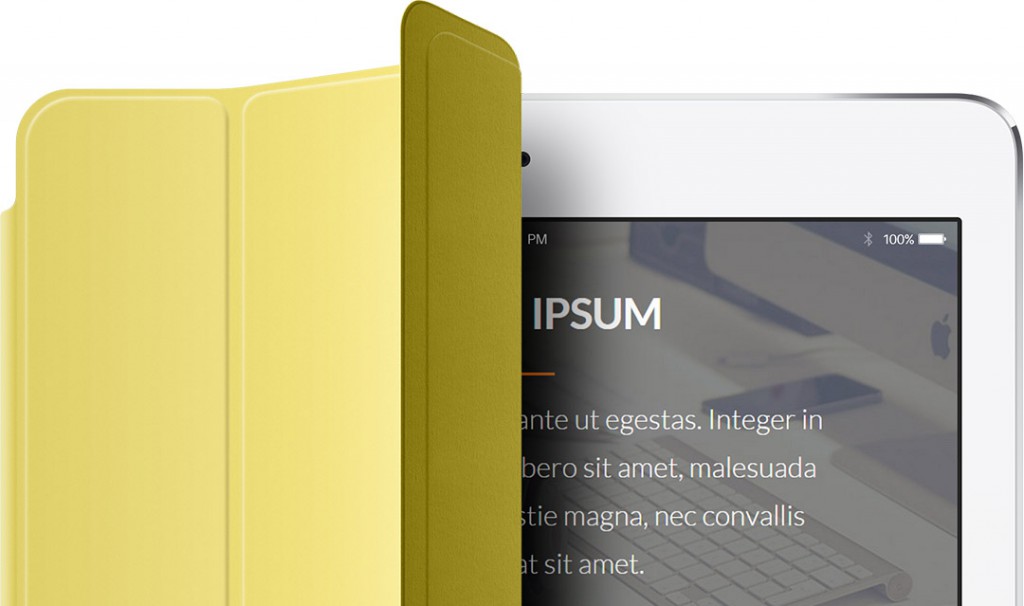 PM 100%
IPSUM
ante ut egestas. Integer in
bero sit amet, malesuada
stie magna, nec convallis
at sit amet.